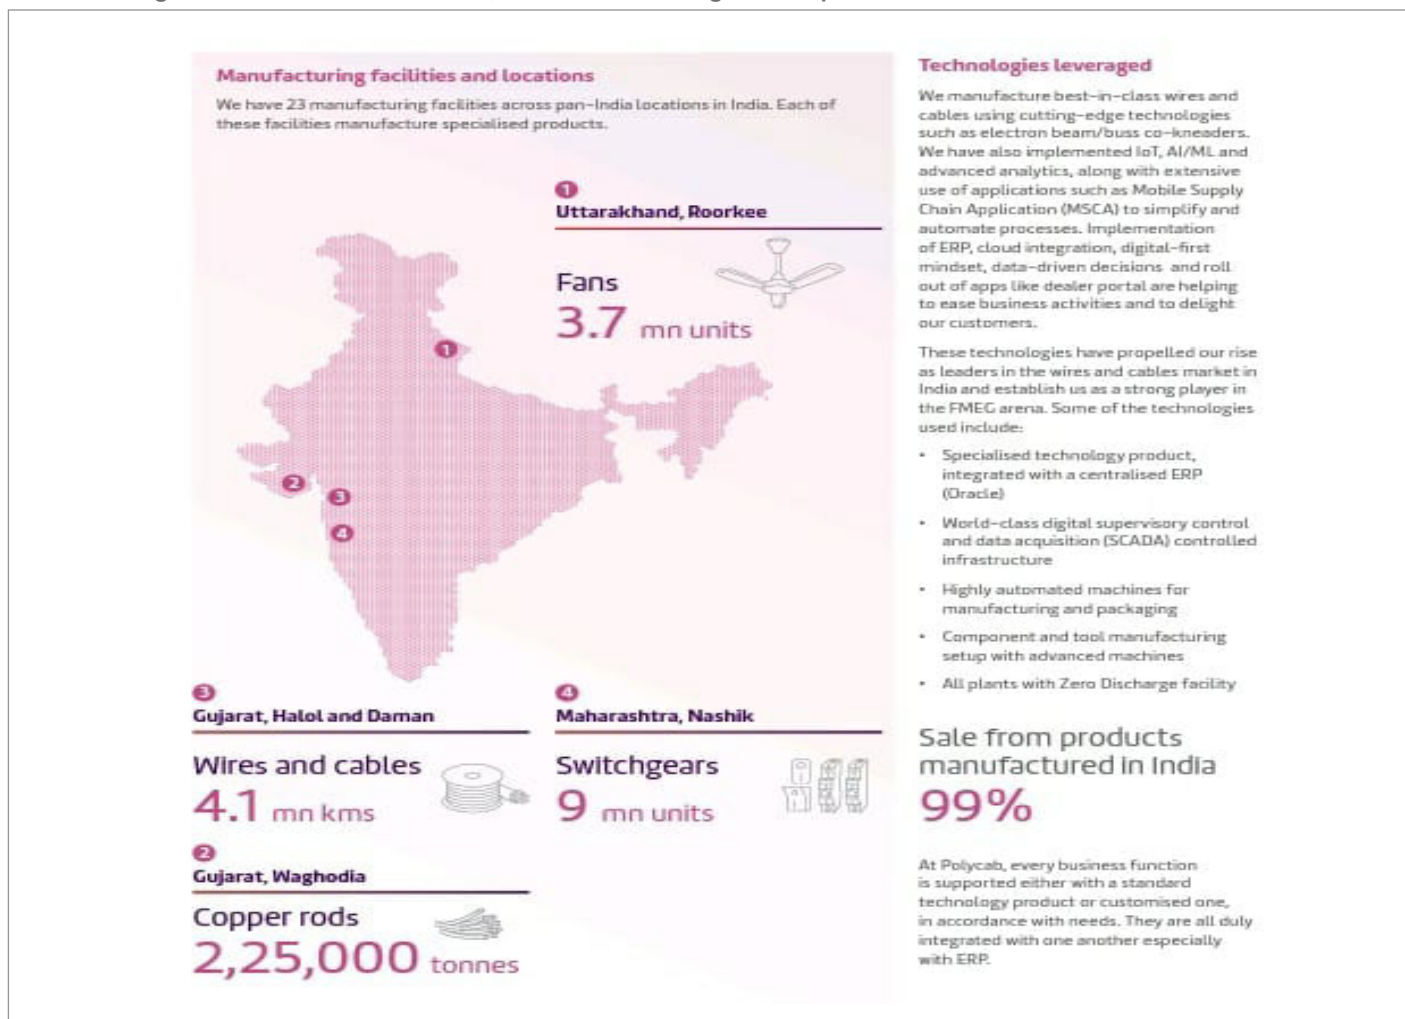 Manufacturing facilities and locations
We have 23 manufacturing facilities across pan-India locations in India. Each of
these facilities manufacture specialised products.
1
Uttarakhand, Roorkee
Fans
3.7 mn units
1
2
3
4
3
Gujarat, Halol and Daman
Wires and cables
4.1 mn kms
4
Maharashtra, Nashik
Switchgears
9 mn units
2
Gujarat, Waghodia
Copper rods
2,25,000 tonnes
Technologies leveraged
We manufacture best-in-class wires and
cables using cutting-edge technologies
such as electron beam/buss co-kneaders.
We have also implemented IoT, AI/ML and
advanced analytics, along with extensive
use of applications such as Mobile Supply
Chain Application (MSCA) to simplify and
automate processes. Implementation
of ERP, cloud integration, digital-first
mindset, data-driven decisions and roll
out of apps like dealer portal are helping
to ease business activities and to delight
our customers.
These technologies have propelled our rise
as leaders in the wires and cables market in
India and establish us as a strong player in
the FMEG arena. Some of the technologies
used include:
• Specialised technology product,
integrated with a centralised ERP
(Oracle)
• World-class digital supervisory control
and data acquisition (SCADA) controlled
infrastructure
• Highly automated machines for
manufacturing and packaging
• Component and tool manufacturing
setup with advanced machines
• All plants with Zero Discharge facility
Sale from products
manufactured in India
99%
At Polycab, every business function
is supported either with a standard
technology product or customised one,
in accordance with needs. They are all duly
integrated with one another especially
with ERP.